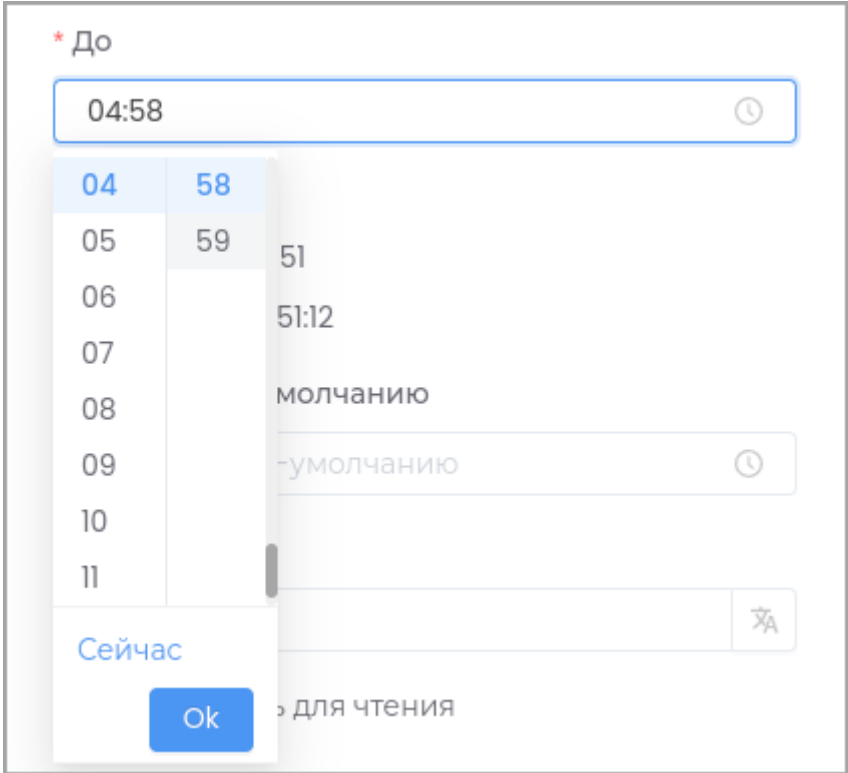 * До
04:58
04 58
05 59
51
06
51:12
07
молчанию
08
09
-умолчанию
10
11
Сейчас
Ok
ь для чтения